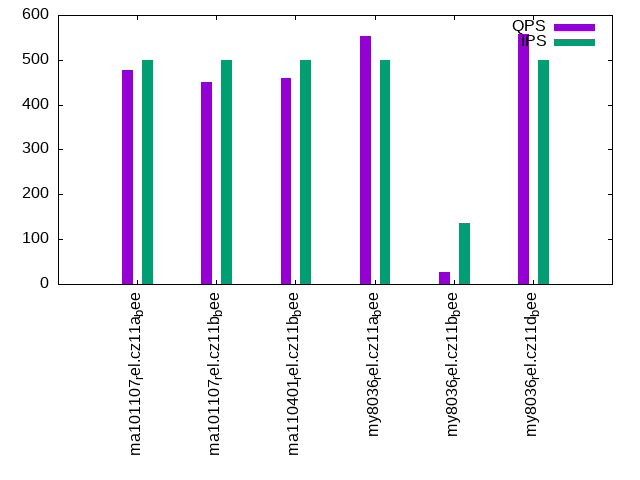 600
500
400
300
200
100
0
QPS
IPS
ma101107rel.cz11abee
ma101107rel.cz11bbee
ma110401rel.cz11bbee
my8036rel.cz11abee
my8036rel.cz11bbee
my8036rel.cz11dbee